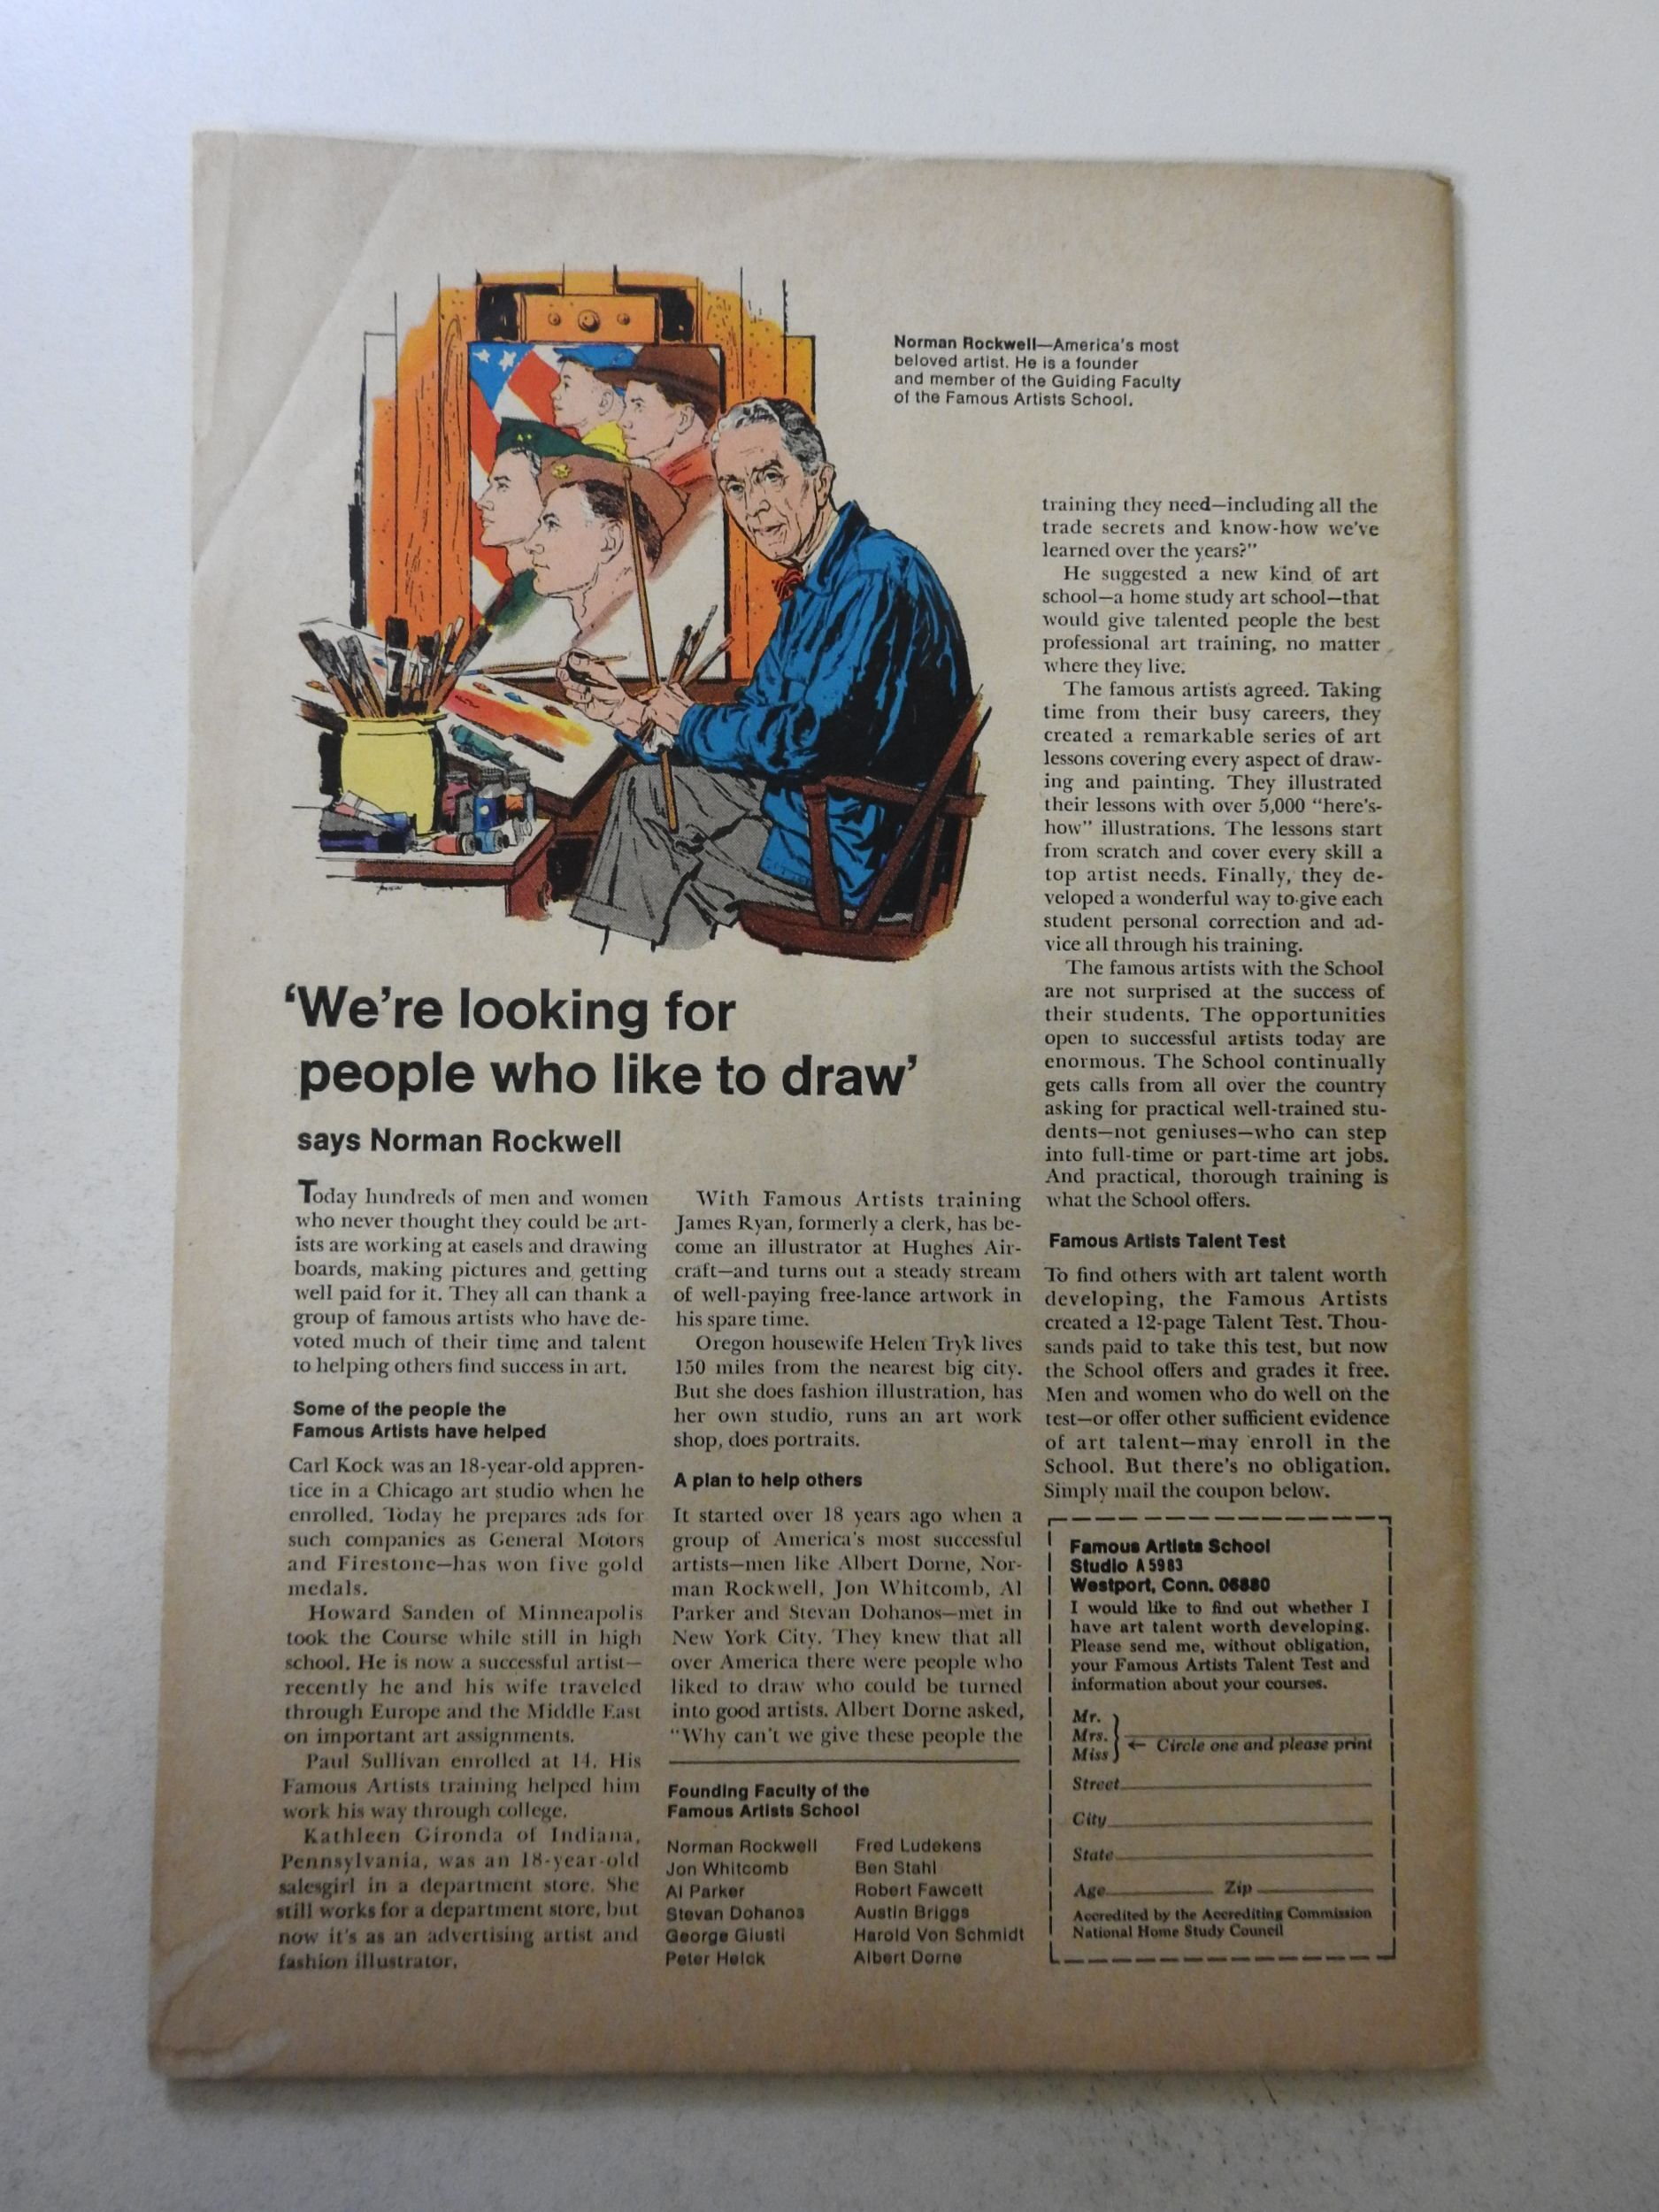 Norman Rockwell—America's most
beloved artist. He is a founder
and member of the Guiding Faculty
of the Famous Artists School.
'We're looking for
people who like to draw'
says Norman Rockwell
Today hundreds of men and women
who never thought they could be art-
ists are working at easels and drawing
boards, making pictures and getting
well paid for it. They all can thank a
group of famous artists who have de-
voted much of their time and talent
to helping others find success in art.
Some of the people the
Famous Artists have helped
Carl Kock was an 18-year-old appren-
tice in a Chicago art studio when he
enrolled. Today he prepares ads for
such companies as General Motors
and Firestone—has won five gold
medals.
Howard Sanden of Minneapolis
took the Course while still in high
school. He is now a successful artist—
recently he and his wife traveled
through Europe and the Middle East
on important art assignments.
Paul Sullivan enrolled at 14. His
Famous Artists training helped him
work his way through college.
Kathleen Gironda of Indiana,
Pennsylvania, was an 18-year-old
salesgirl in a department store. She
still works for a department store, but
now it's as an advertising artist and
fashion illustrator.
With Famous Artists training
James Ryan, formerly a clerk, has be-
come an illustrator at Hughes Air-
craft—and turns out a steady stream
of well-paying free-lance artwork in
his spare time.
Oregon housewife Helen Tryk lives
150 miles from the nearest big city.
But she does fashion illustration, has
her own studio, runs an art work
shop, does portraits.
A plan to help others
It started over 18 years ago when a
group of America's most successful
artists—men like Albert Dorne, Nor-
man Rockwell, Jon Whitcomb, Al
Parker and Stevan Dohanos—met in
New York City. They knew that all
over America there were people who
liked to draw who could be turned
into good artists. Albert Dorne asked,
"Why can't we give these people the
training they need—including all the
trade secrets and know-how we've
learned over the years?"
He suggested a new kind of art
school—a home study art school—that
would give talented people the best
professional art training, no matter
where they live.
The famous artists agreed. Taking
time from their busy careers, they
created a remarkable series of art
lessons covering every aspect of draw-
ing and painting. They illustrated
their lessons with over 5,000 "here's-
how" illustrations. The lessons start
from scratch and cover every skill a
top artist needs. Finally, they de-
veloped a wonderful way to give each
student personal correction and ad-
vice all through his training.
The famous artists with the School
are not surprised at the success of
their students. The opportunities
open to successful artists today are
enormous. The School continually
gets calls from all over the country
asking for practical well-trained stu-
dents—not geniuses—who can step
into full-time or part-time art jobs.
And practical, thorough training is
what the School offers.
Famous Artists Talent Test
To find others with art talent worth
developing, the Famous Artists
created a 12-page Talent Test. Thou-
sands paid to take this test, but now
the School offers and grades it free.
Men and women who do well on the
test—or offer other sufficient evidence
of art talent—may enroll in the
School. But there's no obligation.
Simply mail the coupon below.
Founding Faculty of the
Famous Artists School
Norman Rockwell
Jon Whitcomb
Al Parker
Stevan Dohanos
George Giusti
Peter Helck
Fred Ludekens
Ben Stahl
Robert Fawcett
Austin Briggs
Harold Von Schmidt
Albert Dorne
Famous Artists School
Studio A5983
Westport, Conn. 06880
I would like to find out whether I
have art talent worth developing.
Please send me, without obligation,
your Famous Artists Talent Test and
information about your courses.
Mr.
Mrs.
Miss
← Circle one and please print
Street
City
State
Age Zip
Accredited by the Accrediting Commission
National Home Study Council